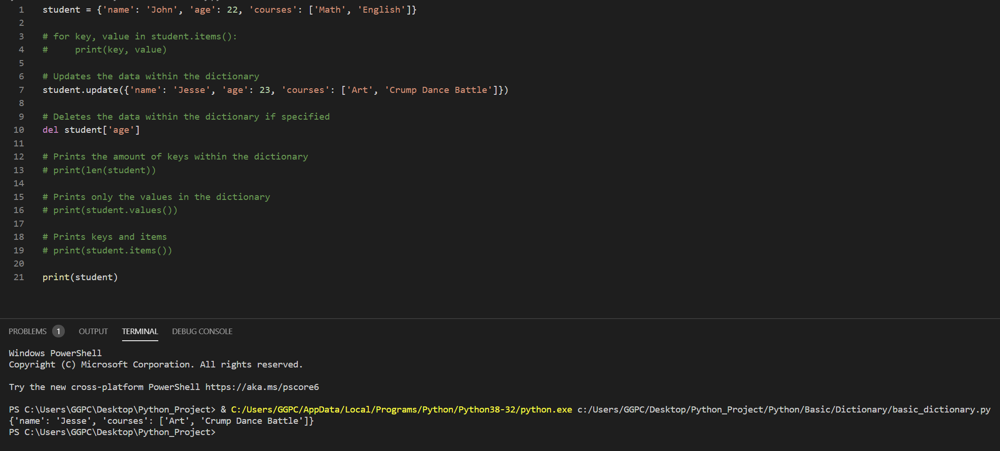 1 student = {'name': 'John', 'age': 22, 'courses': ['Math', 'English']}
2
3 # for key, value in student.items():
4 #     print(key, value)
5
6 # Updates the data within the dictionary
7 student.update({'name': 'Jesse', 'age': 23, 'courses': ['Art', 'Crump Dance Battle']})
8
9 # Deletes the data within the dictionary if specified
10 del student['age']
11
12 # Prints the amount of keys within the dictionary
13 # print(len(student))
14
15 # Prints only the values in the dictionary
16 # print(student.values())
17
18 # Prints keys and items
19 # print(student.items())
20
21 print(student)
PROBLEMS 1 OUTPUT TERMINAL DEBUG CONSOLE
Windows PowerShell
Copyright (C) Microsoft Corporation. All rights reserved.
Try the new cross-platform PowerShell https://aka.ms/pscore6
PS C:\Users\GGPC\Desktop\Python_Project> & C:/Users/GGPC/AppData/Local/Programs/Python/Python38-32/python.exe c:/Users/GGPC/Desktop/Python_Project/Python/Basic/Dictionary/basic_dictionary.py
{'name': 'Jesse', 'courses': ['Art', 'Crump Dance Battle']}
PS C:\Users\GGPC\Desktop\Python_Project>